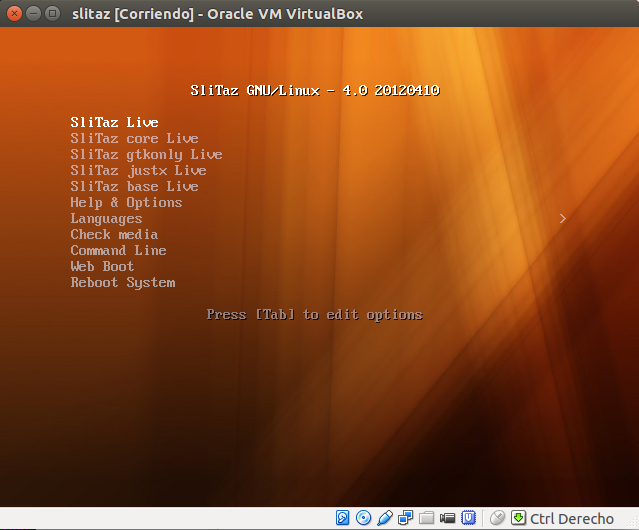 slitaz [Corriendo] - Oracle VM VirtualBox
SliTaz GNU/Linux - 4.0 20120410
SliTaz Live
SliTaz core Live
SliTaz gtkonly Live
SliTaz justx Live
SliTaz base Live
Help & Options
Languages >
Check media
Command Line
Web Boot
Reboot System
Press [Tab] to edit options
Ctrl Derecho